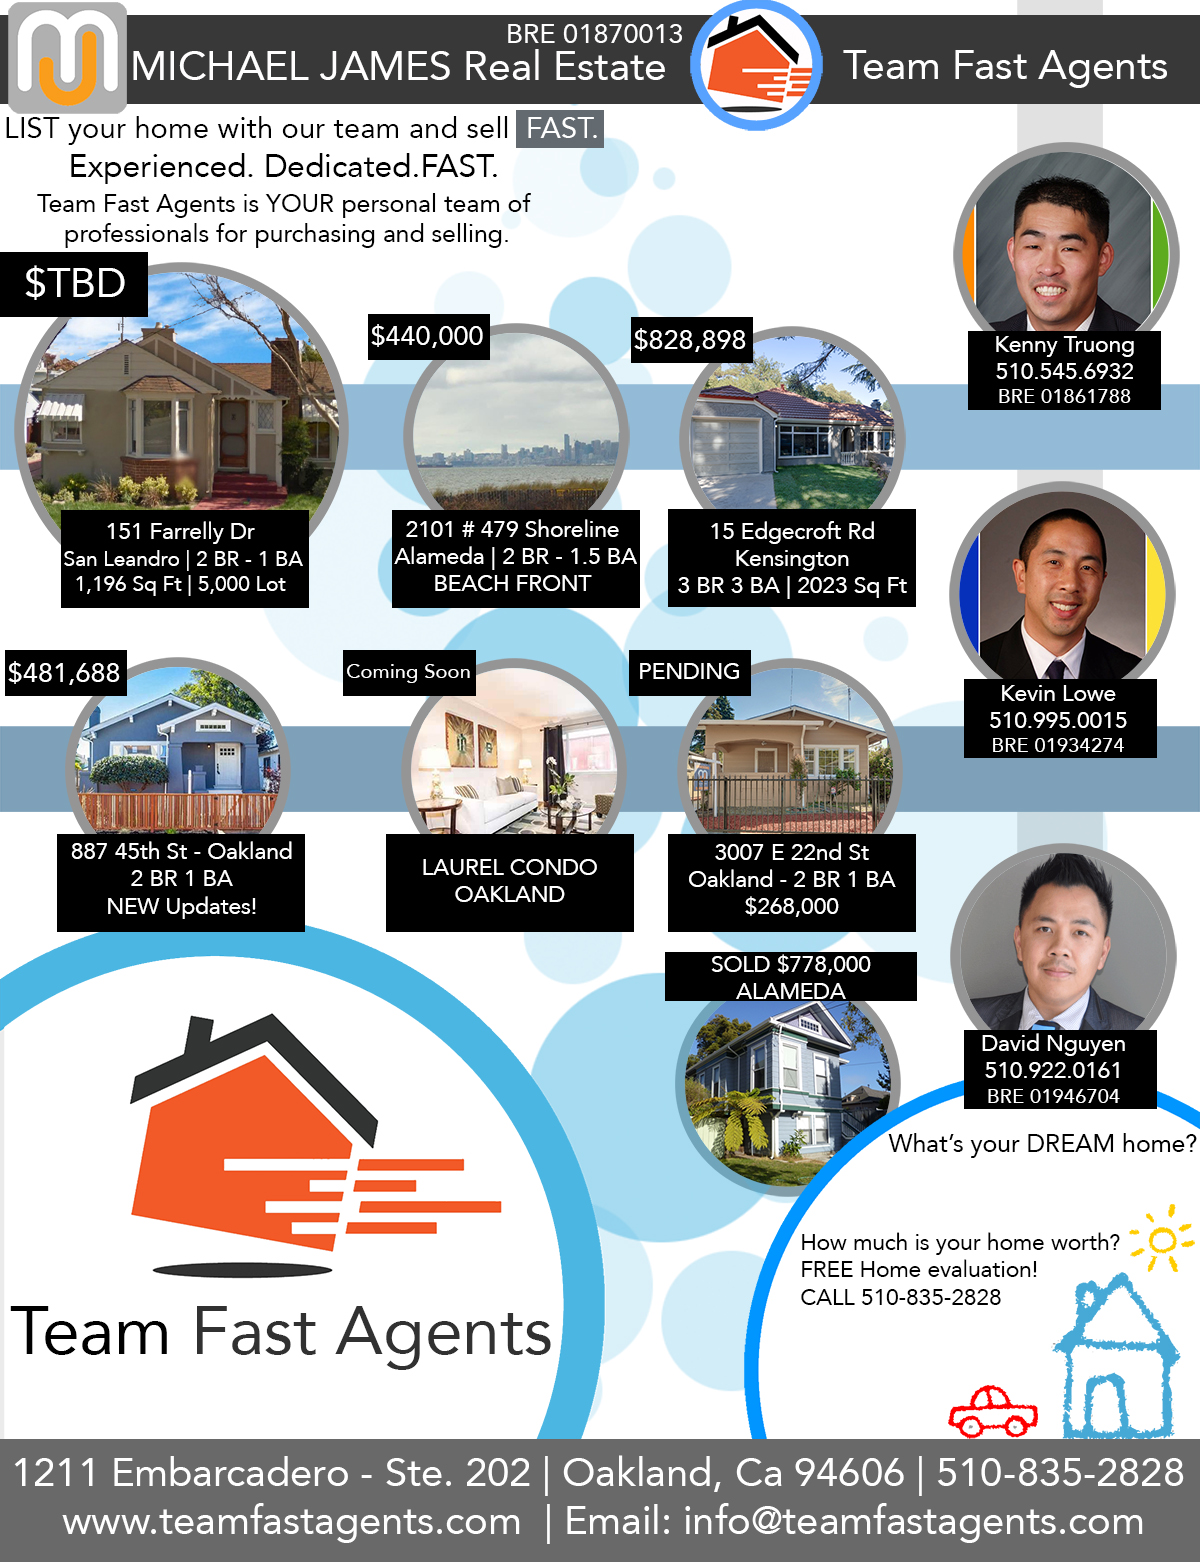 BRE 01870013
MICHAEL JAMES Real Estate
Team Fast Agents
LIST your home with our team and sell FAST.
Experienced. Dedicated.FAST.
Team Fast Agents is YOUR personal team of
professionals for purchasing and selling.
$TBD
151 Farrelly Dr
San Leandro | 2 BR - 1 BA
1,196 Sq Ft | 5,000 Lot
$440,000
2101 # 479 Shoreline
Alameda | 2 BR - 1.5 BA
BEACH FRONT
$828,898
15 Edgecroft Rd
Kensington
3 BR 3 BA | 2023 Sq Ft
Kenny Truong
510.545.6932
BRE 01861788
Kevin Lowe
510.995.0015
BRE 01934274
$481,688
887 45th St - Oakland
2 BR 1 BA
NEW Updates!
Coming Soon
LAUREL CONDO
OAKLAND
PENDING
3007 E 22nd St
Oakland - 2 BR 1 BA
$268,000
SOLD $778,000
ALAMEDA
David Nguyen
510.922.0161
BRE 01946704
What's your DREAM home?
How much is your home worth?
FREE Home evaluation!
CALL 510-835-2828
Team Fast Agents
1211 Embarcadero - Ste. 202 | Oakland, Ca 94606 | 510-835-2828
www.teamfastagents.com | Email: info@teamfastagents.com